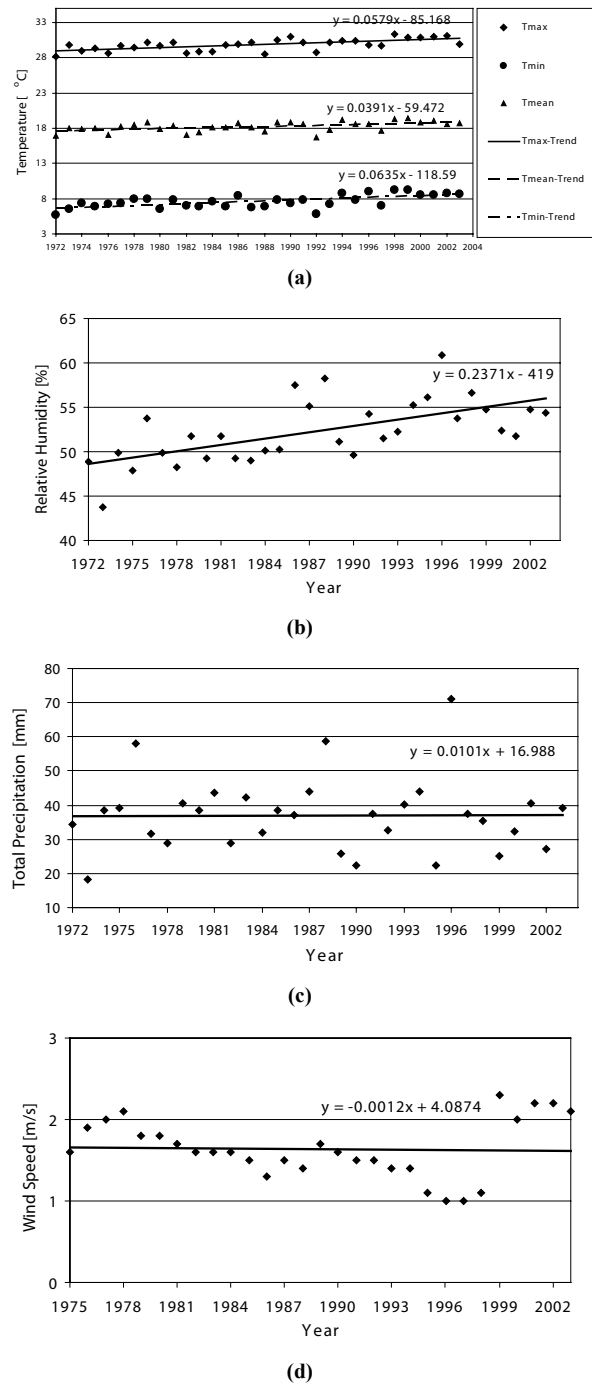 33
28
23
18
13
8
3
Temperature [ °C]
y = 0.0579x - 85.168
y = 0.0391x - 59.472
y = 0.0635x - 118.59
1972 1974 1976 1978 1980 1982 1984 1986 1988 1990 1992 1994 1996 1998 2000 2002 2004
Tmax
Tmin
Tmean
Tmax-Trend
Tmean-Trend
Tmin-Trend
(a)
65
60
55
50
45
40
Relative Humidity [%]
y = 0.2371x - 419
1972 1975 1978 1981 1984 1987 1990 1993 1996 1999 2002
Year
(b)
80
70
60
50
40
30
20
10
Total Precipitation [mm]
y = 0.0101x + 16.988
1972 1975 1978 1981 1984 1987 1990 1993 1996 1999 2002
Year
(c)
3
2
1
0
Wind Speed [m/s]
y = -0.0012x + 4.0874
1975 1978 1981 1984 1987 1990 1993 1996 1999 2002
Year
(d)